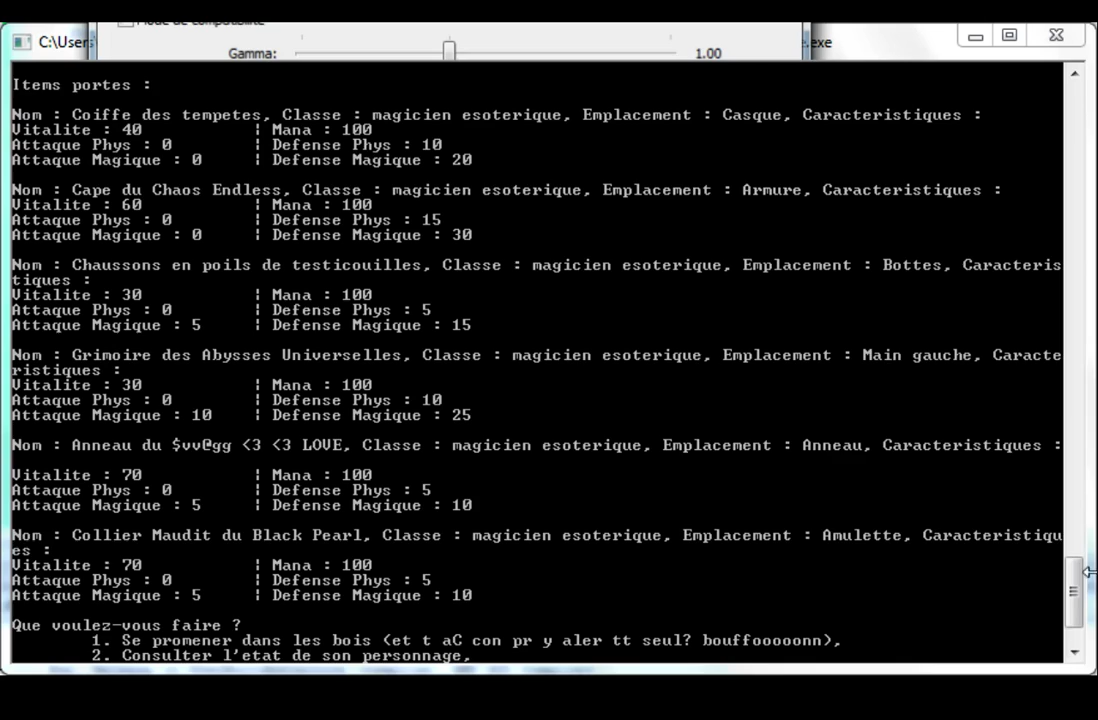 Mode de compatibilité
C:\Users
.exe
Gamma:
1.00
Items portes :
Nom : Coiffe des tempetes, Classe : magicien esoterique, Emplacement : Casque, Caracteristiques :
Vitalite : 40 | Mana : 100
Attaque Phys : 0 | Defense Phys : 10
Attaque Magique : 0 | Defense Magique : 20
Nom : Cape du Chaos Endless, Classe : magicien esoterique, Emplacement : Armure, Caracteristiques :
Vitalite : 60 | Mana : 100
Attaque Phys : 0 | Defense Phys : 15
Attaque Magique : 0 | Defense Magique : 30
Nom : Chaussons en poils de testicouilles, Classe : magicien esoterique, Emplacement : Bottes, Caracteris
tiques :
Vitalite : 30 | Mana : 100
Attaque Phys : 0 | Defense Phys : 5
Attaque Magique : 5 | Defense Magique : 15
Nom : Grimoire des Abysses Universelles, Classe : magicien esoterique, Emplacement : Main gauche, Caracte
ristiques :
Vitalite : 30 | Mana : 100
Attaque Phys : 0 | Defense Phys : 10
Attaque Magique : 10 | Defense Magique : 25
Nom : Anneau du $vv@gg <3 <3 LOVE, Classe : magicien esoterique, Emplacement : Anneau, Caracteristiques :
Vitalite : 70 | Mana : 100
Attaque Phys : 0 | Defense Phys : 5
Attaque Magique : 5 | Defense Magique : 10
Nom : Collier Maudit du Black Pearl, Classe : magicien esoterique, Emplacement : Amulette, Caracteristiqu
es :
Vitalite : 70 | Mana : 100
Attaque Phys : 0 | Defense Phys : 5
Attaque Magique : 5 | Defense Magique : 10
Que voulez-vous faire ?
1. Se promener dans les bois (et t aC con pr y aler tt seul? bouffooooonn),
2. Consulter l'etat de son personnage,